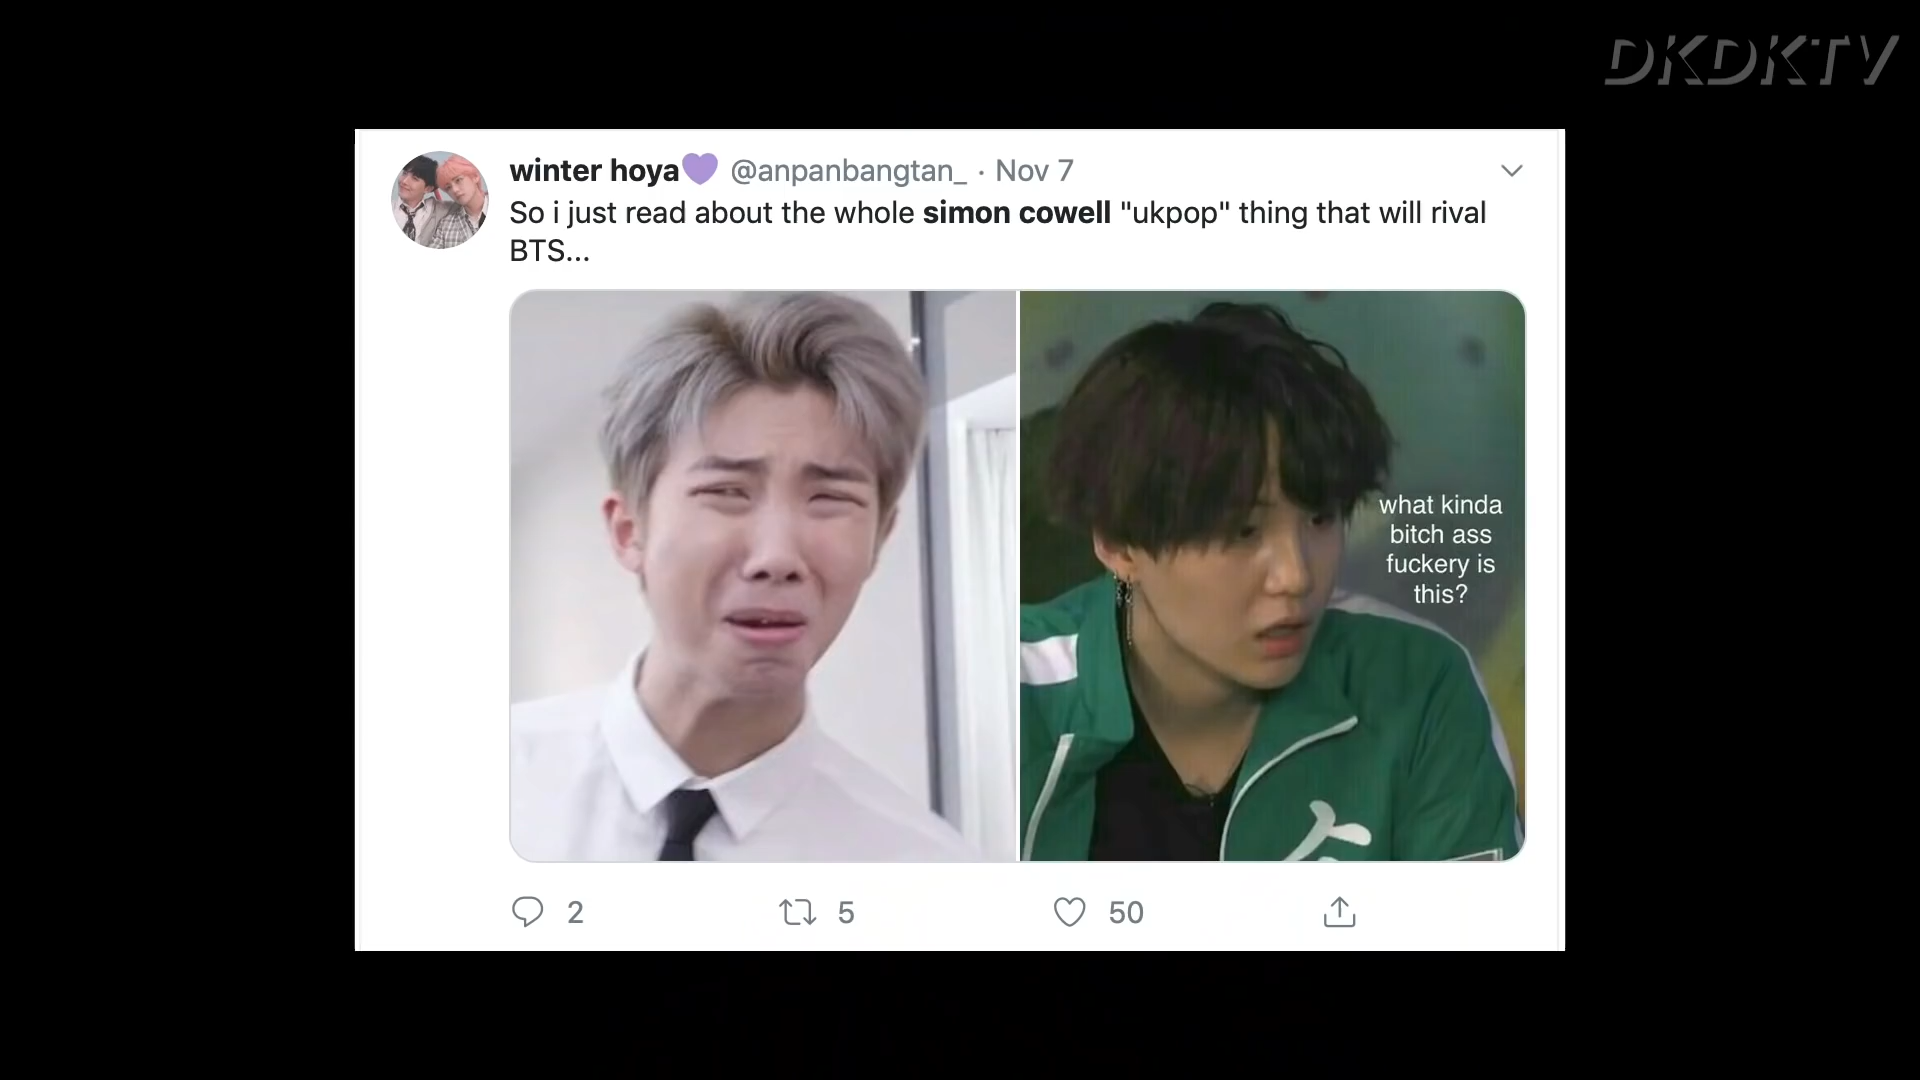 DKDKTV
winter hoya💜 @anpanbangtan_ · Nov 7
So i just read about the whole simon cowell "ukpop" thing that will rival
BTS...
what kinda
bitch ass
fuckery is
this?
2 5 50